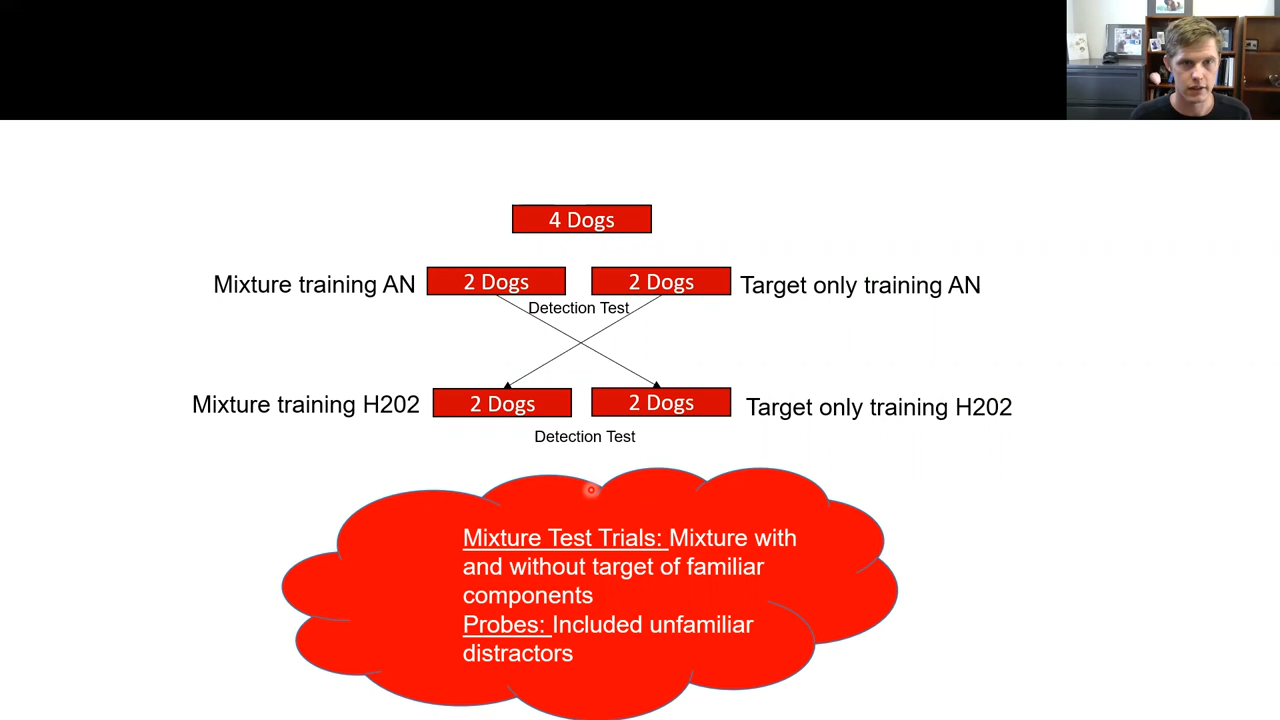 4 Dogs
Mixture training AN
2 Dogs
2 Dogs
Target only training AN
Detection Test
Mixture training H202
2 Dogs
2 Dogs
Target only training H202
Detection Test
Mixture Test Trials: Mixture with
and without target of familiar
components
Probes: Included unfamiliar
distractors